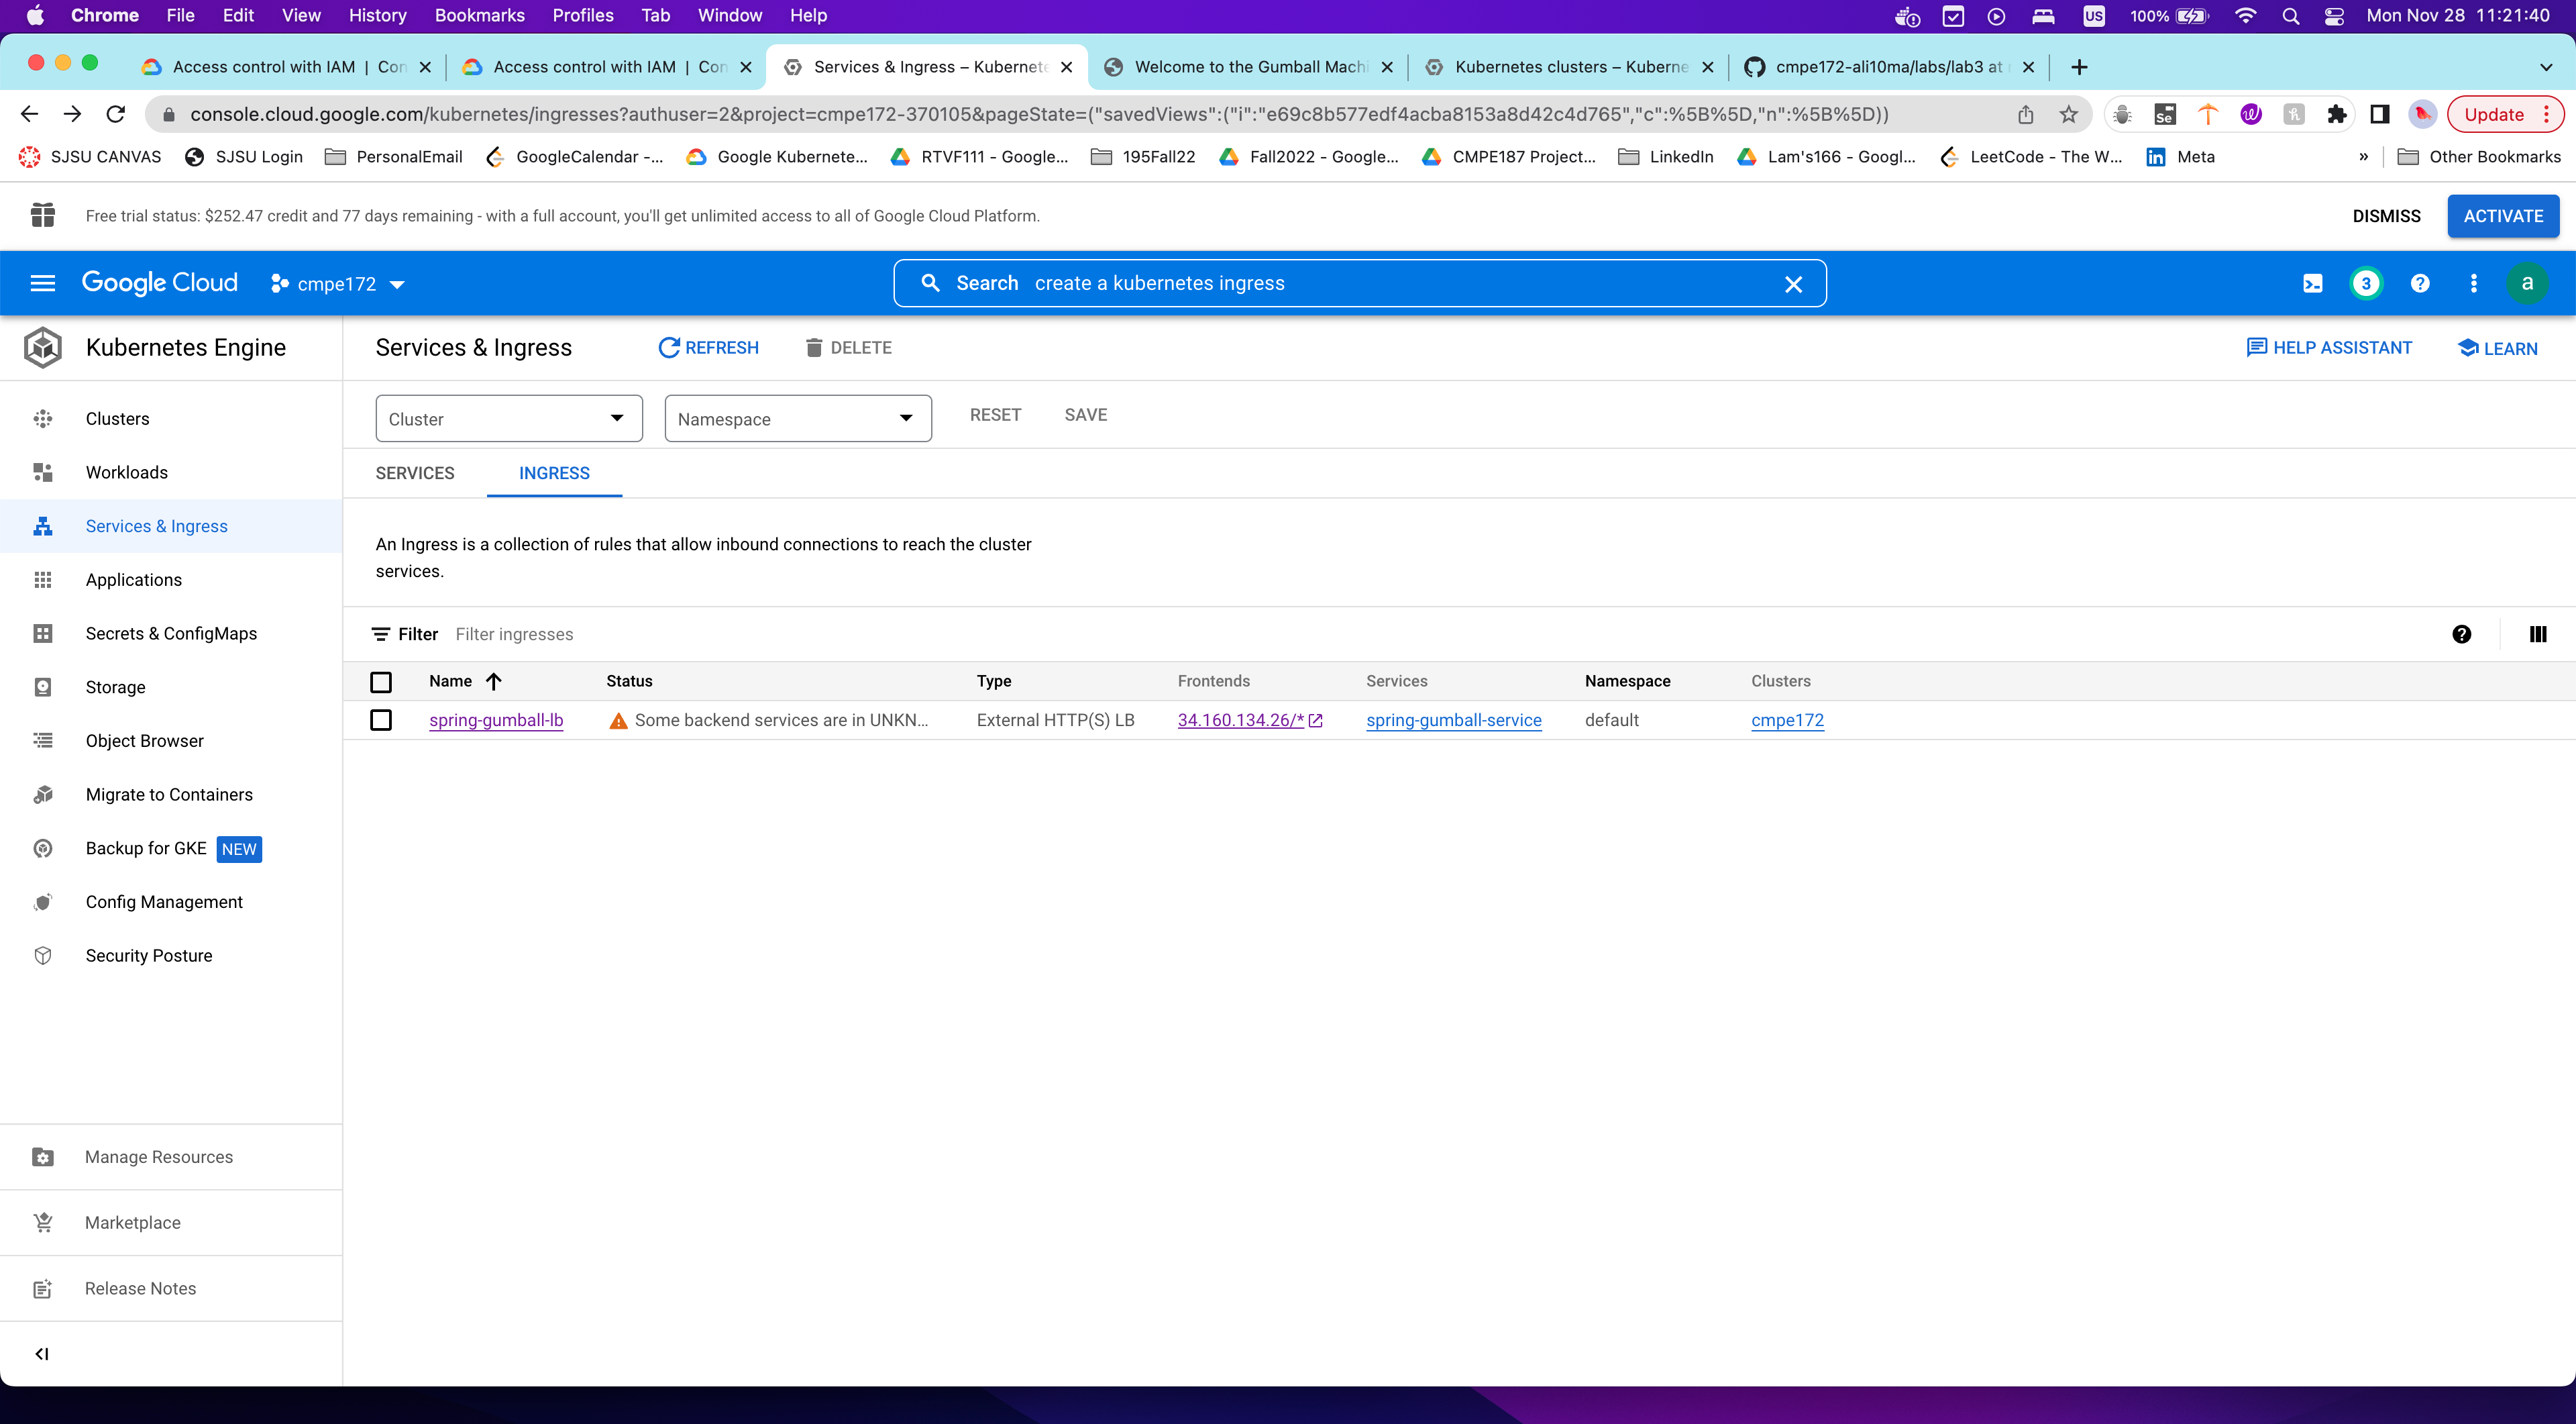 Chrome File Edit View History Bookmarks Profiles Tab Window Help US 100% Mon Nov 28 11:21:40
Access control with IAM | Con Access control with IAM | Con Services & Ingress – Kubernete Welcome to the Gumball Machi Kubernetes clusters – Kuberne cmpe172-ali10ma/labs/lab3 at
console.cloud.google.com/kubernetes/ingresses?authuser=2&project=cmpe172-370105&pageState=("savedViews":("i":"e69c8b577edf4acba8153a8d42c4d765","c":%5B%5D,"n":%5B%5D)) Se Update
SJSU CANVAS SJSU Login PersonalEmail GoogleCalendar -... Google Kubernete... RTVF111 - Google... 195Fall22 Fall2022 - Google... CMPE187 Project... LinkedIn Lam's166 - Googl... LeetCode - The W... Meta » Other Bookmarks
Free trial status: $252.47 credit and 77 days remaining - with a full account, you'll get unlimited access to all of Google Cloud Platform. DISMISS ACTIVATE
Google Cloud cmpe172 Search create a kubernetes ingress 3 a
Kubernetes Engine Services & Ingress REFRESH DELETE HELP ASSISTANT LEARN
Clusters
Workloads
Services & Ingress
Applications
Secrets & ConfigMaps
Storage
Object Browser
Migrate to Containers
Backup for GKE NEW
Config Management
Security Posture
Manage Resources
Marketplace
Release Notes
Cluster Namespace RESET SAVE
SERVICES INGRESS
An Ingress is a collection of rules that allow inbound connections to reach the cluster
services.
Filter Filter ingresses
Name Status Type Frontends Services Namespace Clusters
spring-gumball-lb Some backend services are in UNKN... External HTTP(S) LB 34.160.134.26/* spring-gumball-service default cmpe172